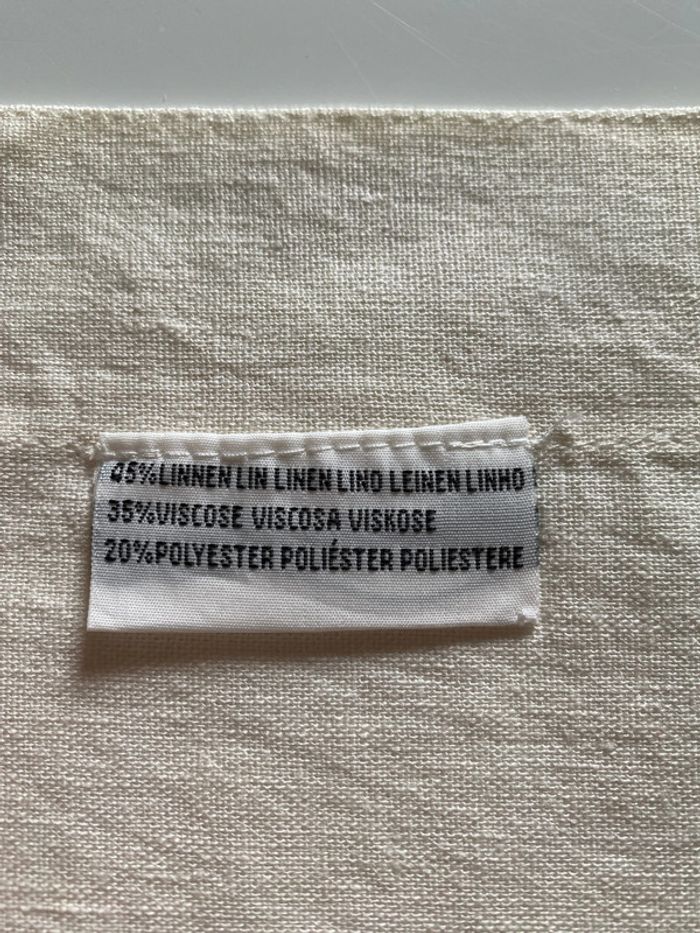 45%LINNEN LIN LINEN LINO LEINEN LINHO
35%VISCOSE VISCOSA VISKOSE
20%POLYESTER POLIÉSTER POLIESTERE